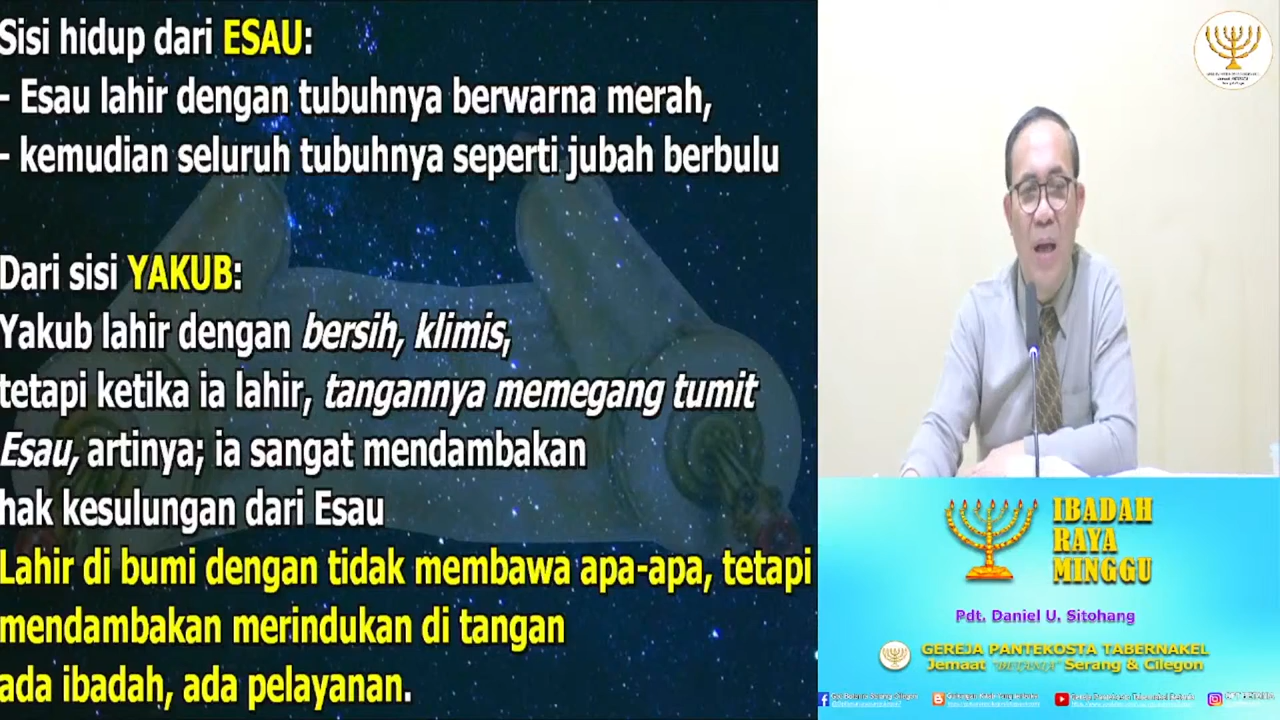 Sisi hidup dari ESAU:
- Esau lahir dengan tubuhnya berwarna merah,
- kemudian seluruh tubuhnya seperti jubah berbulu
Dari sisi YAKUB:
Yakub lahir dengan bersih, klimis,
tetapi ketika ia lahir, tangannya memegang tumit
Esau, artinya; ia sangat mendambakan
hak kesulungan dari Esau
Lahir di bumi dengan tidak membawa apa-apa, tetapi
mendambakan merindukan di tangan
ada ibadah, ada pelayanan.
IBADAH
RAYA
MINGGU
Pdt. Daniel U. Sitohang
GEREJA PANTEKOSTA TABERNAKEL
Jemaat "BETANIA" Serang & Cilegon